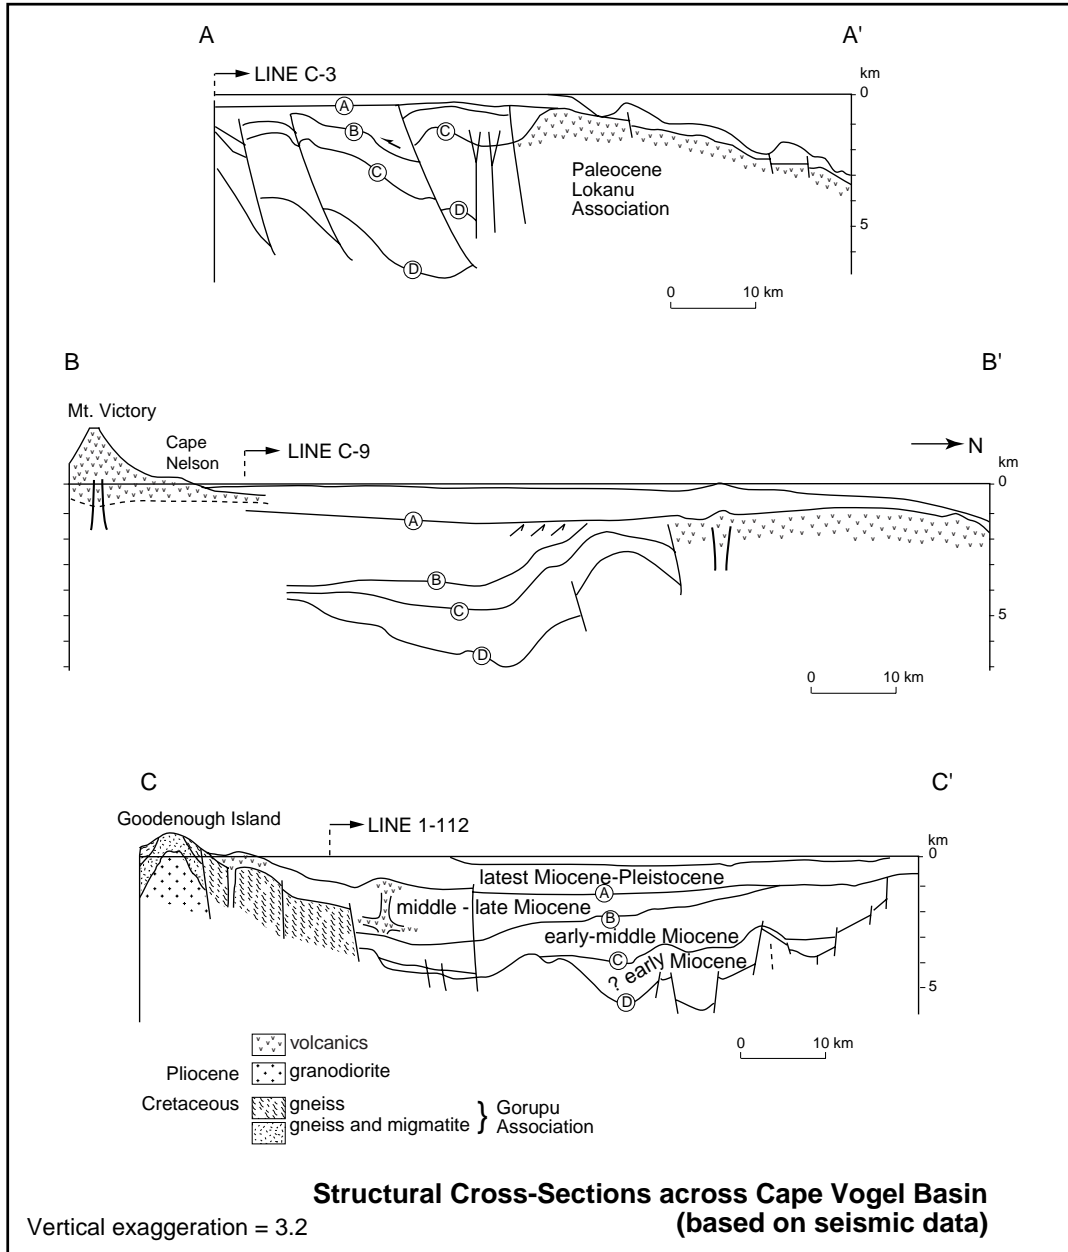 A A'
LINE C-3
km
0
5
A
B
C
C
D
D
Paleocene
Lokanu
Association
0 10 km
B B'
Mt. Victory
Cape
Nelson
LINE C-9
N
km
0
5
A
B
C
D
0 10 km
C C'
Goodenough Island
LINE 1-112
km
0
5
latest Miocene-Pleistocene
A
middle - late Miocene
B
early-middle Miocene
C
? early Miocene
D
0 10 km
volcanics
Pliocene granodiorite
Cretaceous gneiss
gneiss and migmatite
} Gorupu
Association
Structural Cross-Sections across Cape Vogel Basin
(based on seismic data)
Vertical exaggeration = 3.2